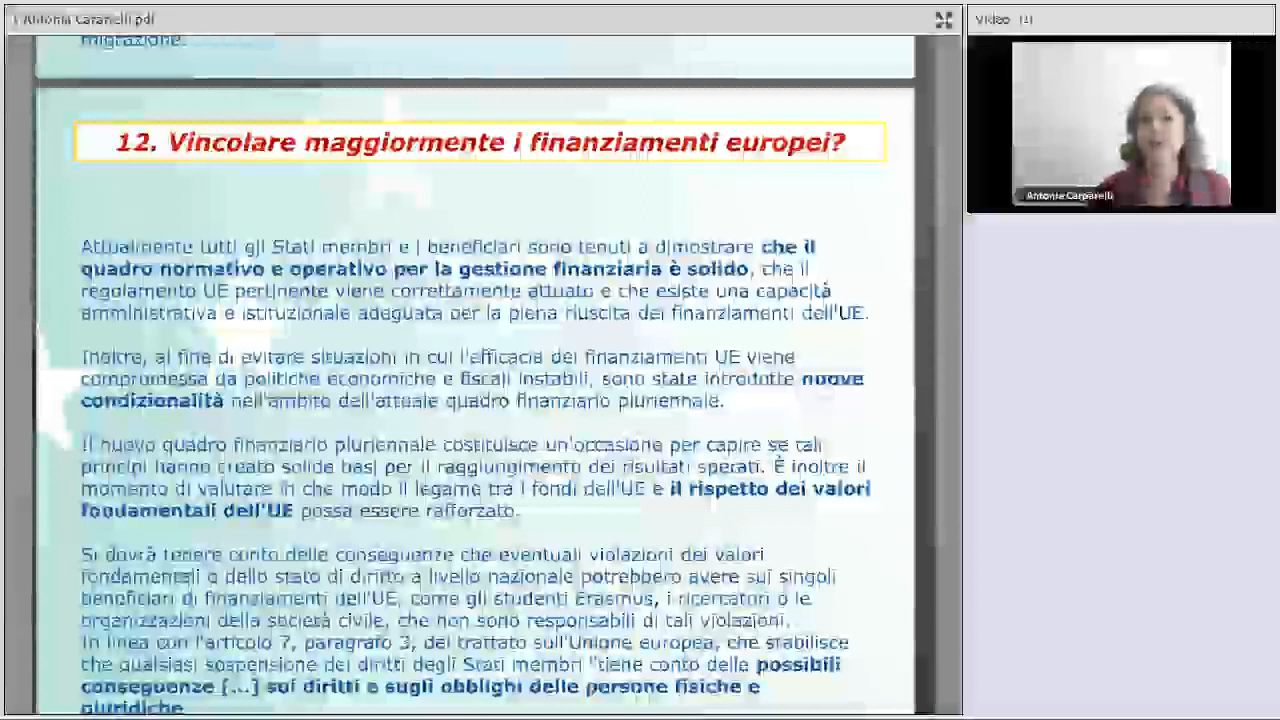 Antonia Carparelli pdf
Video (1)
migrazione.
12. Vincolare maggiormente i finanziamenti europei?
Antonia Carparelli
Attualmente tutti gli Stati membri e i beneficiari sono tenuti a dimostrare che il
quadro normativo e operativo per la gestione finanziaria è solido, che il
regolamento UE pertinente viene correttamente attuato e che esiste una capacità
amministrativa e istituzionale adeguata per la piena riuscita dei finanziamenti dell'UE.
Inoltre, al fine di evitare situazioni in cui l'efficacia dei finanziamenti UE viene
compromessa da politiche economiche e fiscali instabili, sono state introdotte nuove
condizionalità nell'ambito dell'attuale quadro finanziario pluriennale.
Il nuovo quadro finanziario pluriennale costituisce un'occasione per capire se tali
principi hanno creato solide basi per il raggiungimento dei risultati sperati. È inoltre il
momento di valutare in che modo il legame tra i fondi dell'UE e il rispetto dei valori
fondamentali dell'UE possa essere rafforzato.
Si dovrà tenere conto delle conseguenze che eventuali violazioni dei valori
fondamentali o dello stato di diritto a livello nazionale potrebbero avere sui singoli
beneficiari di finanziamenti dell'UE, come gli studenti Erasmus, i ricercatori o le
organizzazioni della società civile, che non sono responsabili di tali violazioni.
In linea con l'articolo 7, paragrafo 3, del trattato sull'Unione europea, che stabilisce
che qualsiasi sospensione dei diritti degli Stati membri "tiene conto delle possibili
conseguenze [...] sui diritti e sugli obblighi delle persone fisiche e
giuridiche